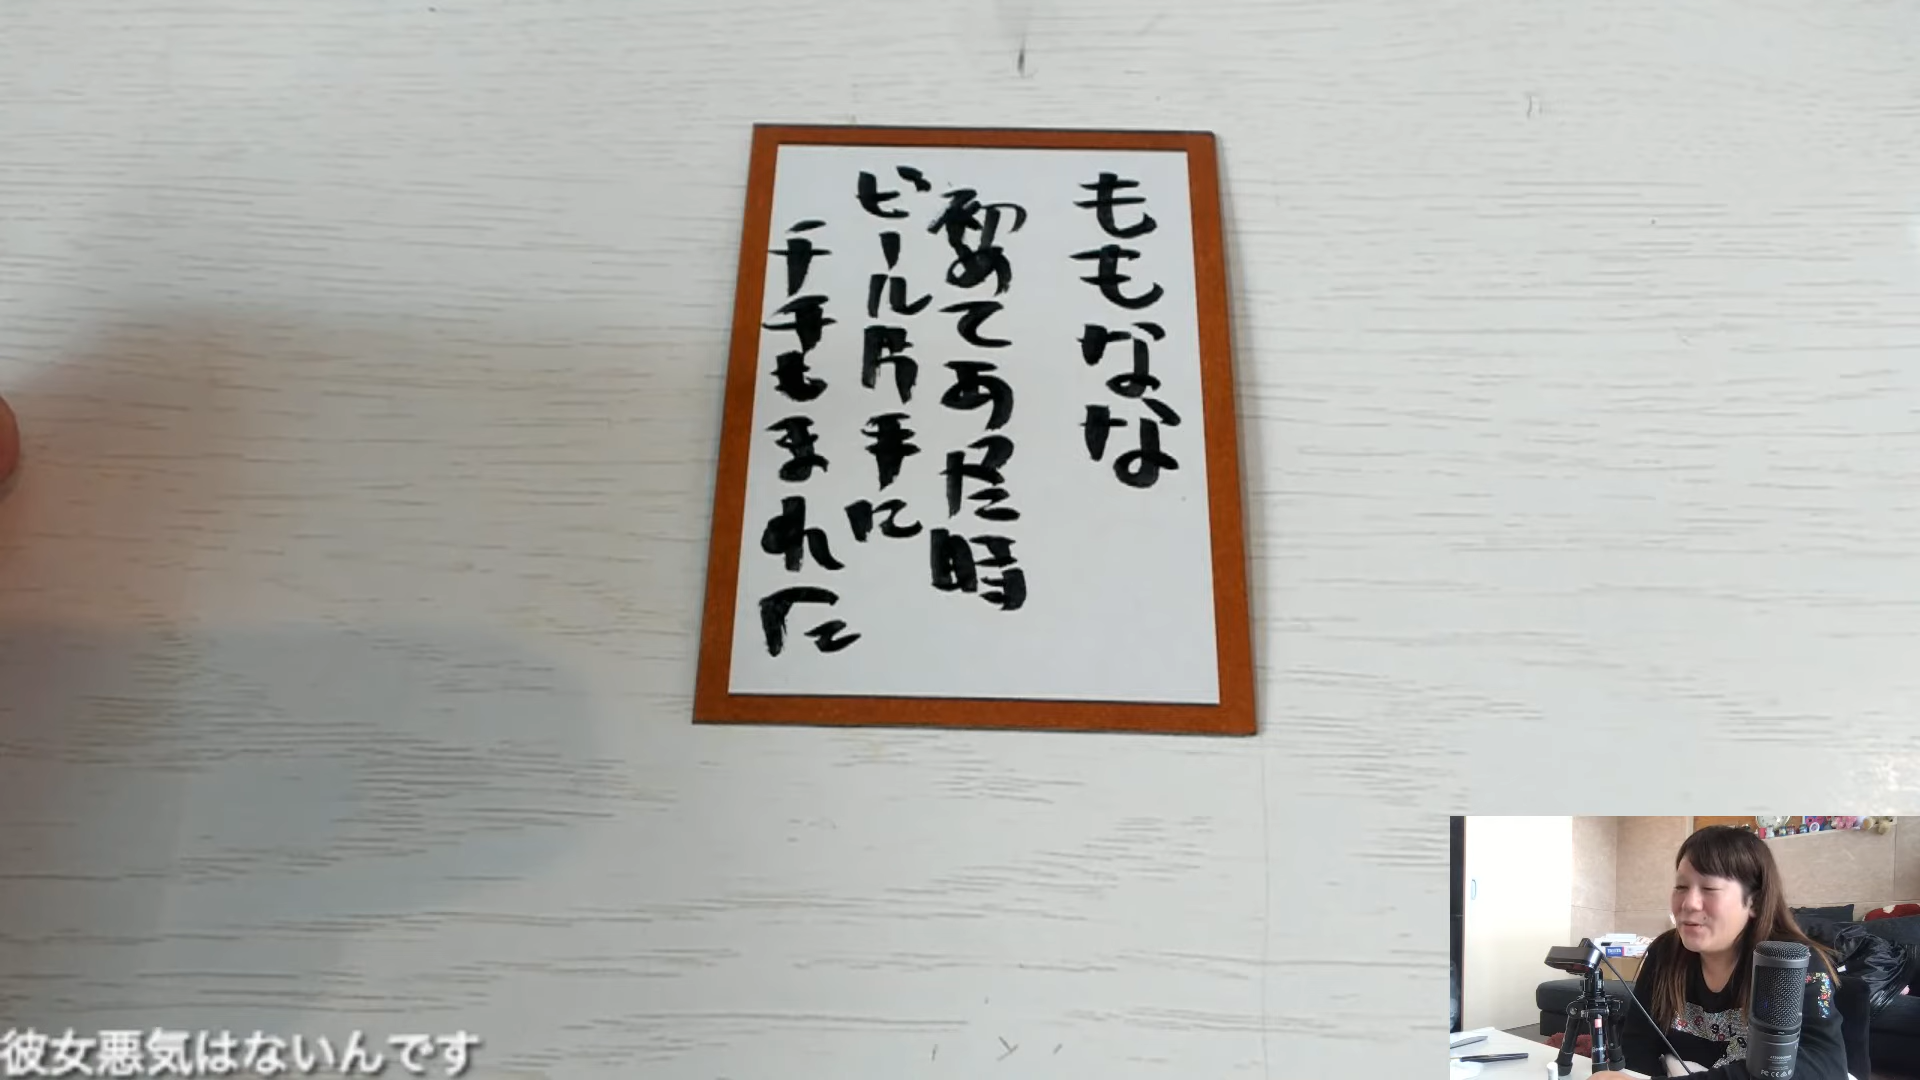 ももなな
初めてあった時
ビール片手に
チチもまれた
彼女悪気はないんです